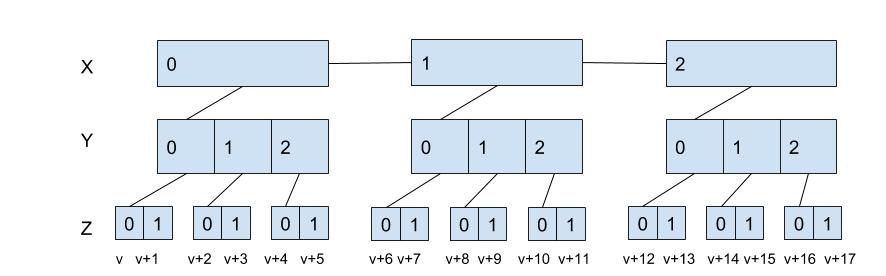 X 0 1 2
Y 0 1 2 0 1 2 0 1 2
Z 0 1 0 1 0 1 0 1 0 1 0 1 0 1 0 1 0 1
v v+1 v+2 v+3 v+4 v+5 v+6 v+7 v+8 v+9 v+10 v+11 v+12 v+13 v+14 v+15 v+16 v+17